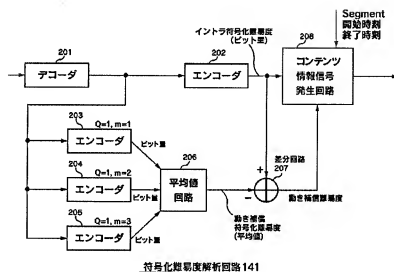 Segment
開始時刻
終了時刻
イントラ符号化難易度
(ビット量)
201
デコーダ
202
エンコーダ
208
コンテンツ
情報信号
発生回路
203
Q=1, m=1
エンコーダ
ビット量
204
Q=1, m=2
エンコーダ
ビット量
205
Q=1, m=3
エンコーダ
ビット量
206
平均値
回路
+
−
差分回路
207
動き補償難易度
動き補償
符号化難易度
(平均値)
符号化難易度解析回路141